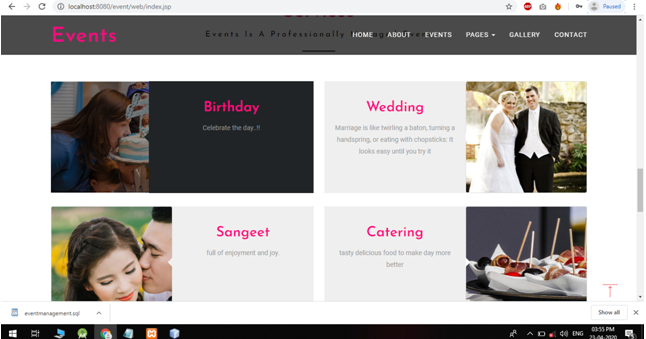 localhost:8080/event/web/index.jsp
Paused
Services
Events
Events Is A Professionally
HOME ABOUT EVENTS PAGES GALLERY CONTACT
Birthday
Celebrate the day..!!
Wedding
Marriage is like twirling a baton, turning a
handspring, or eating with chopsticks: It
looks easy until you try it
Sangeet
full of enjoyment and joy.
Catering
tasty delicious food to make day more
better
eventmanagement.sql
Show all
ENG
03:55 PM
23-04-2020